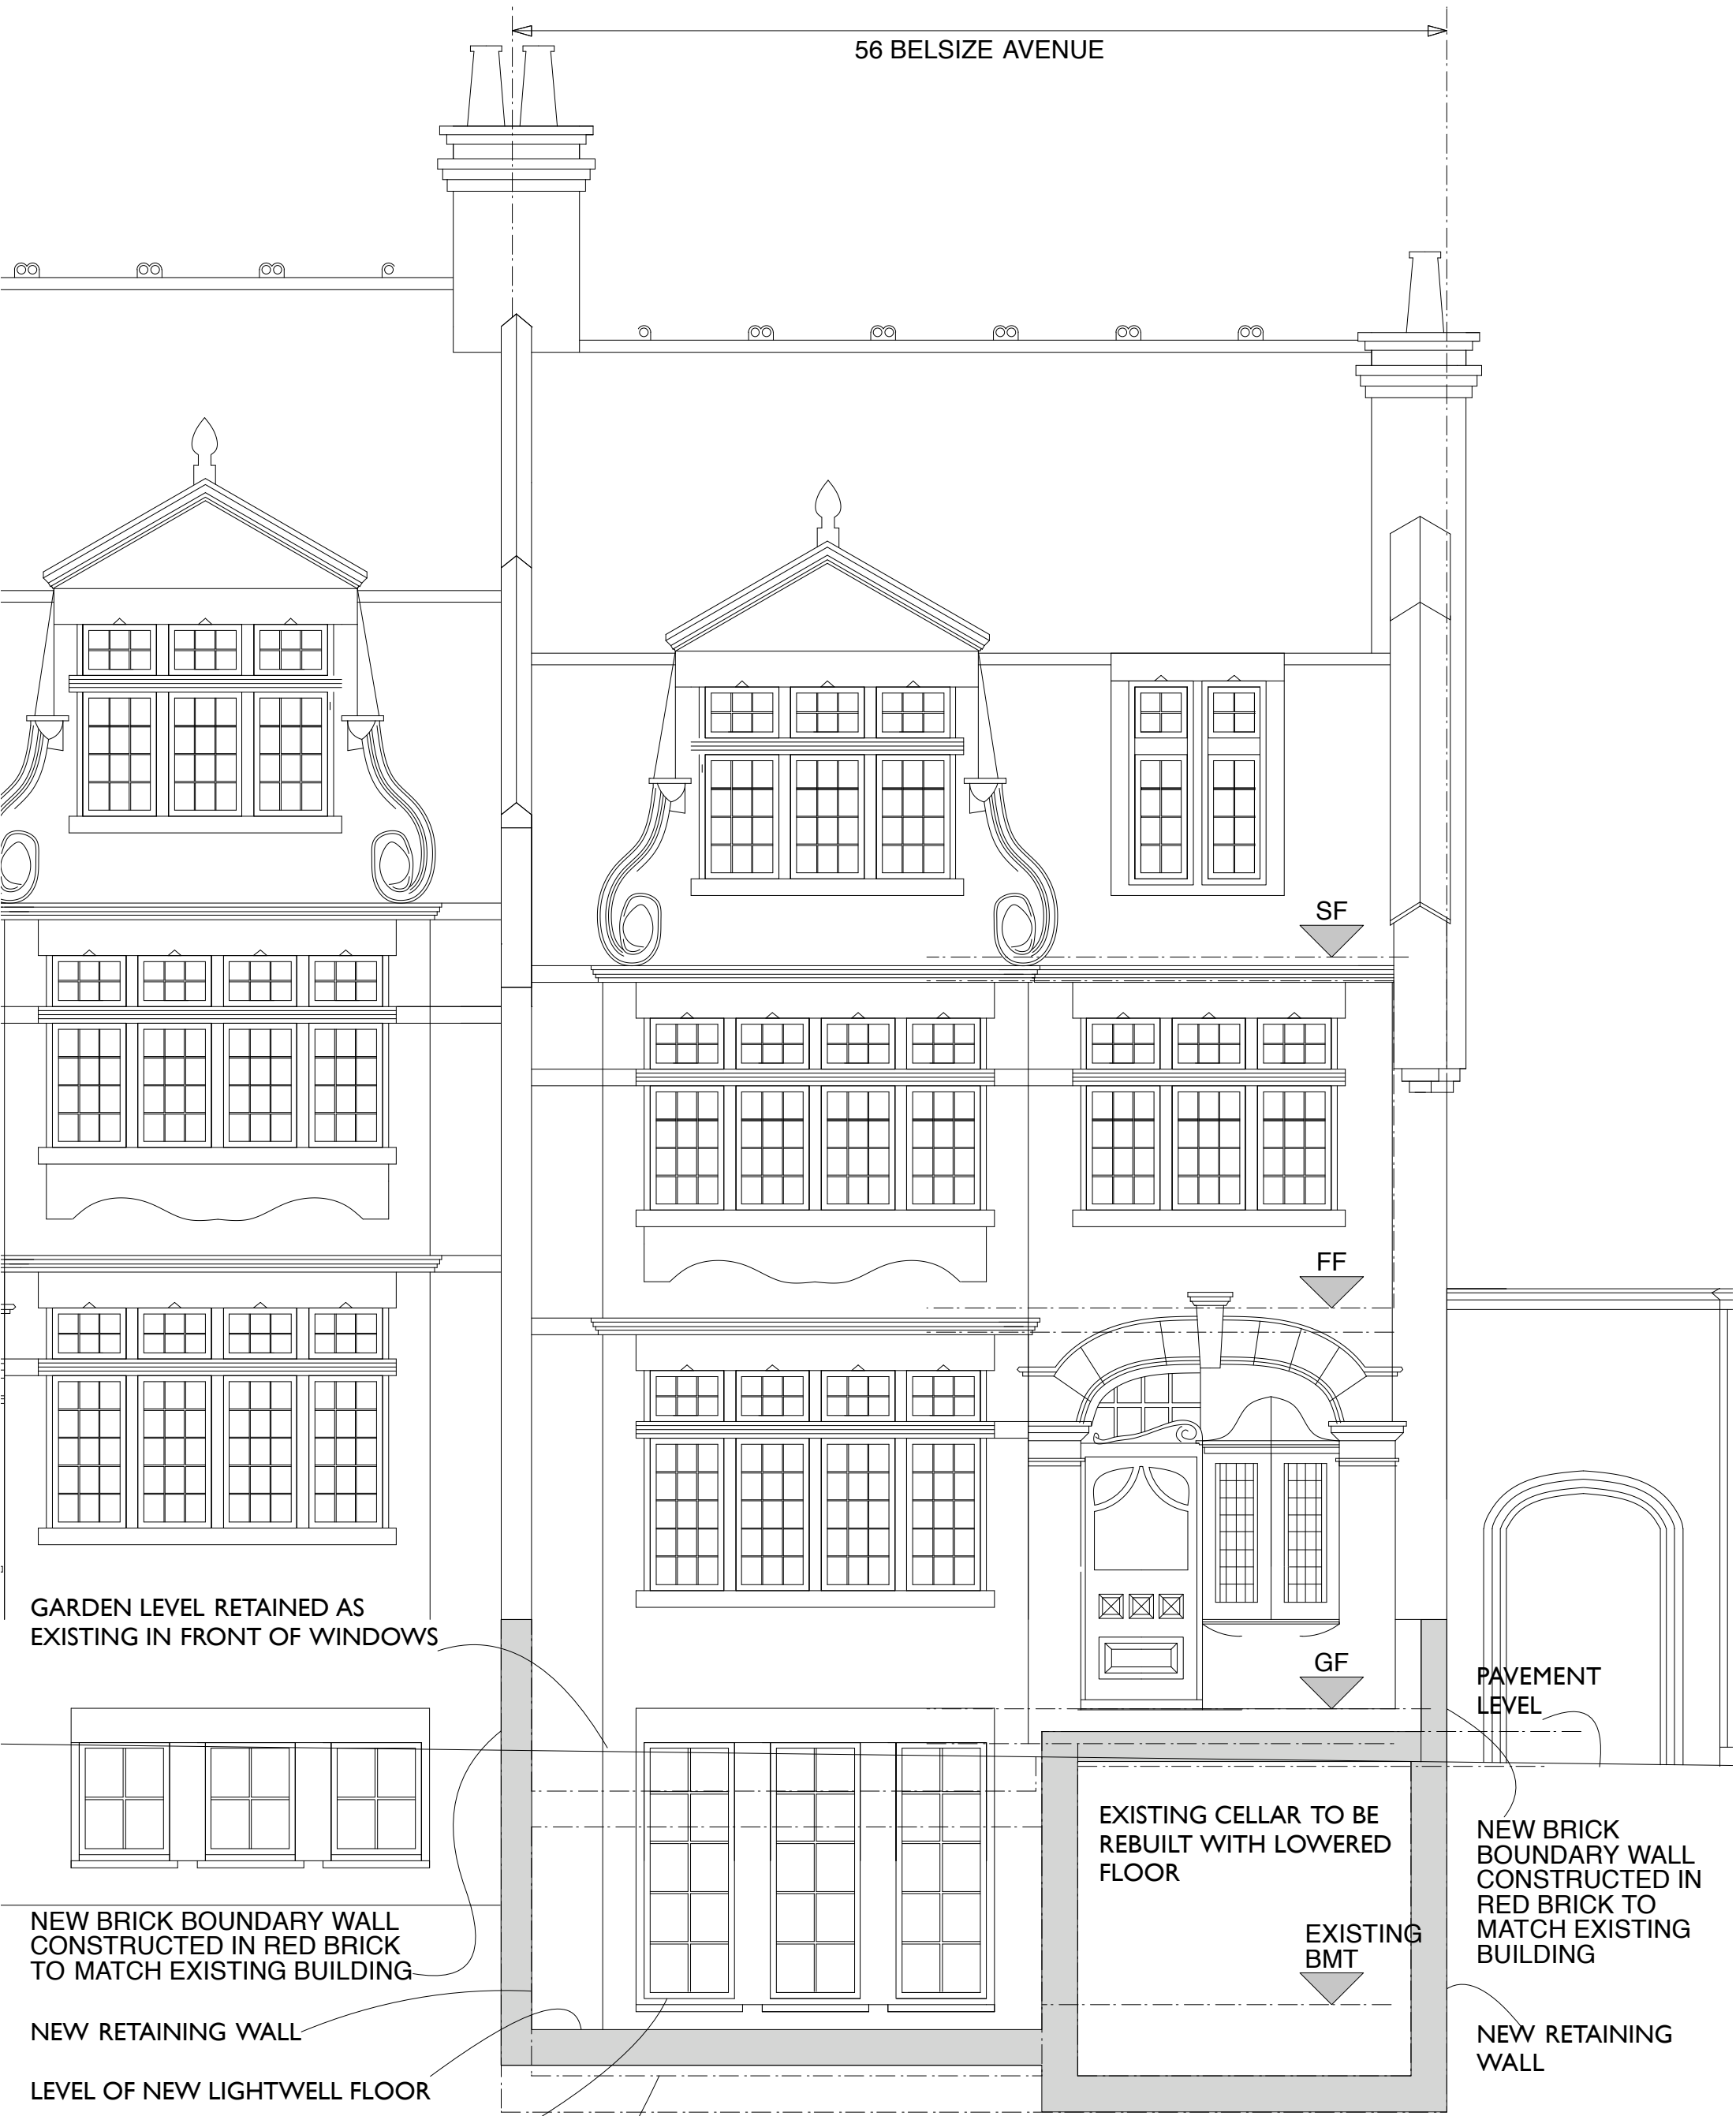 56 BELSIZE AVENUE
SF
FF
GARDEN LEVEL RETAINED AS
EXISTING IN FRONT OF WINDOWS
GF
PAVEMENT
LEVEL
EXISTING CELLAR TO BE
REBUILT WITH LOWERED
FLOOR
NEW BRICK
BOUNDARY WALL
CONSTRUCTED IN
RED BRICK TO
MATCH EXISTING
BUILDING
NEW BRICK BOUNDARY WALL
CONSTRUCTED IN RED BRICK
TO MATCH EXISTING BUILDING
EXISTING
BMT
NEW RETAINING WALL
NEW RETAINING
WALL
LEVEL OF NEW LIGHTWELL FLOOR